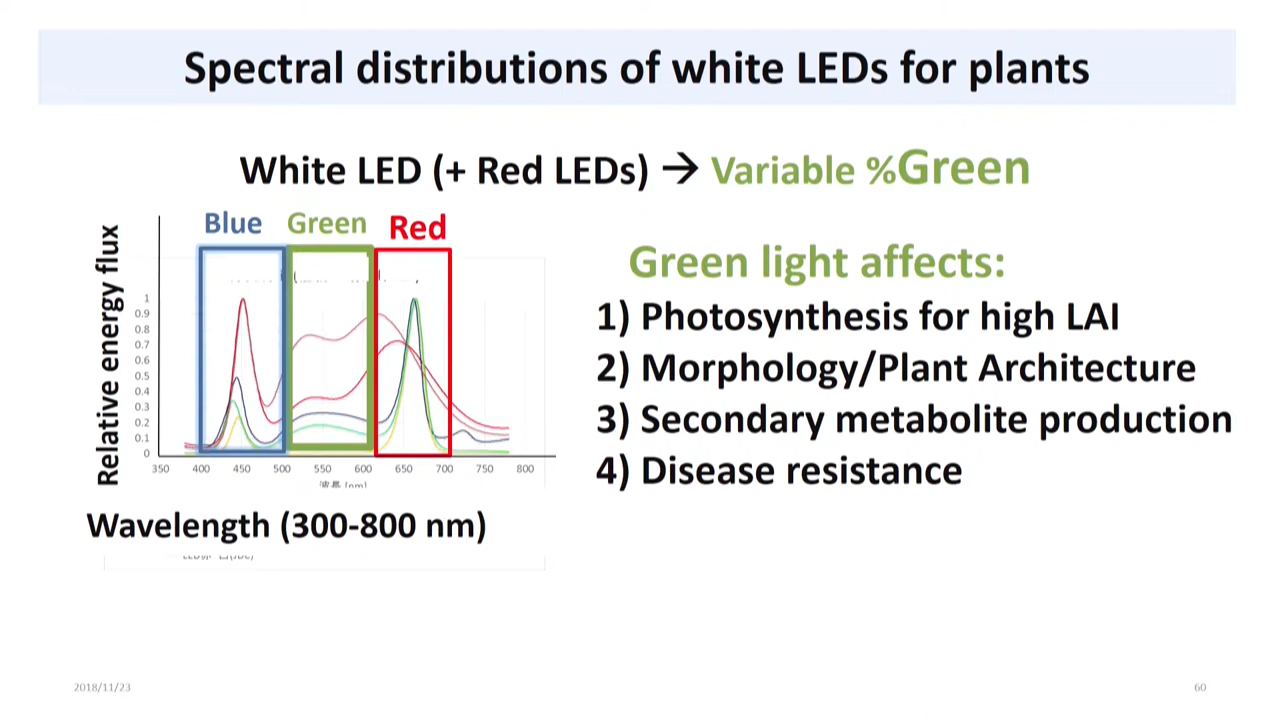 Spectral distributions of white LEDs for plants
White LED (+ Red LEDs) → Variable %Green
Blue Green Red
Relative energy flux
1
0.9
0.8
0.7
0.6
0.5
0.4
0.3
0.2
0.1
0
350 400 450 500 550 600 650 700 750 800
波長 [nm]
Wavelength (300-800 nm)
Green light affects:
1) Photosynthesis for high LAI
2) Morphology/Plant Architecture
3) Secondary metabolite production
4) Disease resistance
2018/11/23
60